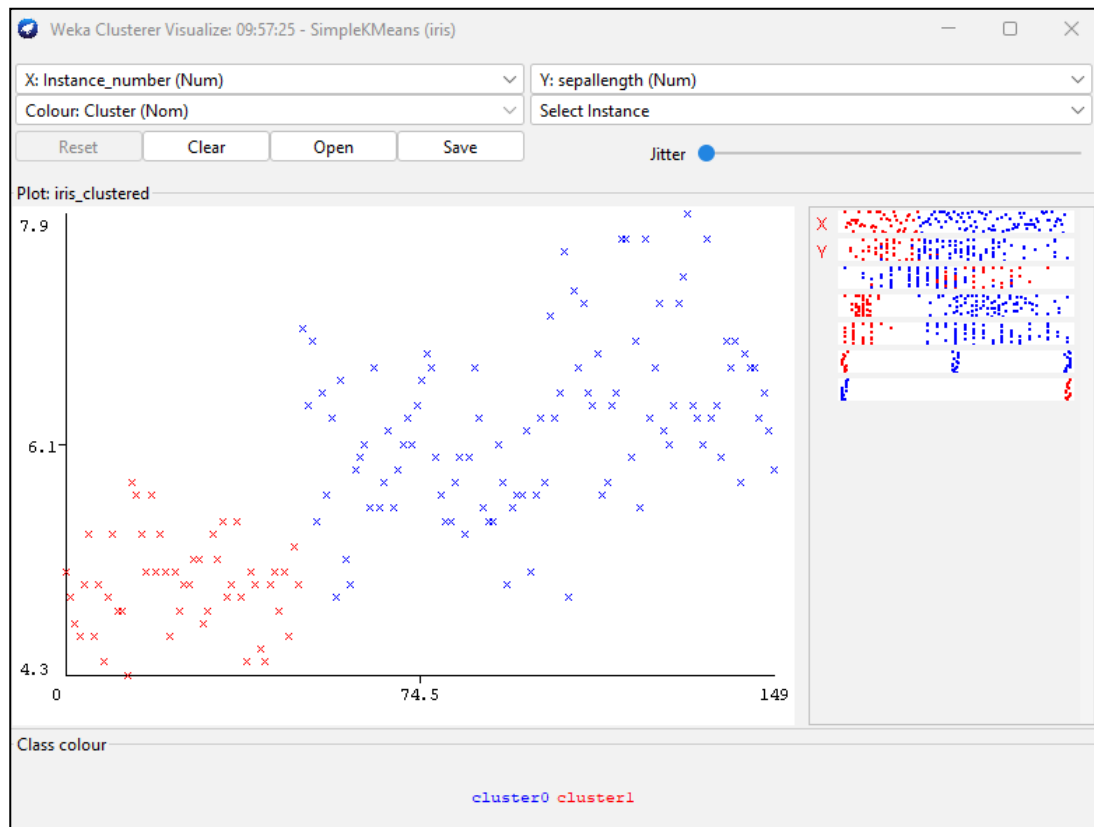 Weka Clusterer Visualize: 09:57:25 - SimpleKMeans (iris)
X: Instance_number (Num)
Y: sepallength (Num)
Colour: Cluster (Nom)
Select Instance
Reset
Clear
Open
Save
Jitter
Plot: iris_clustered
7.9
6.1
4.3
0
74.5
149
X
Y
Class colour
cluster0 cluster1